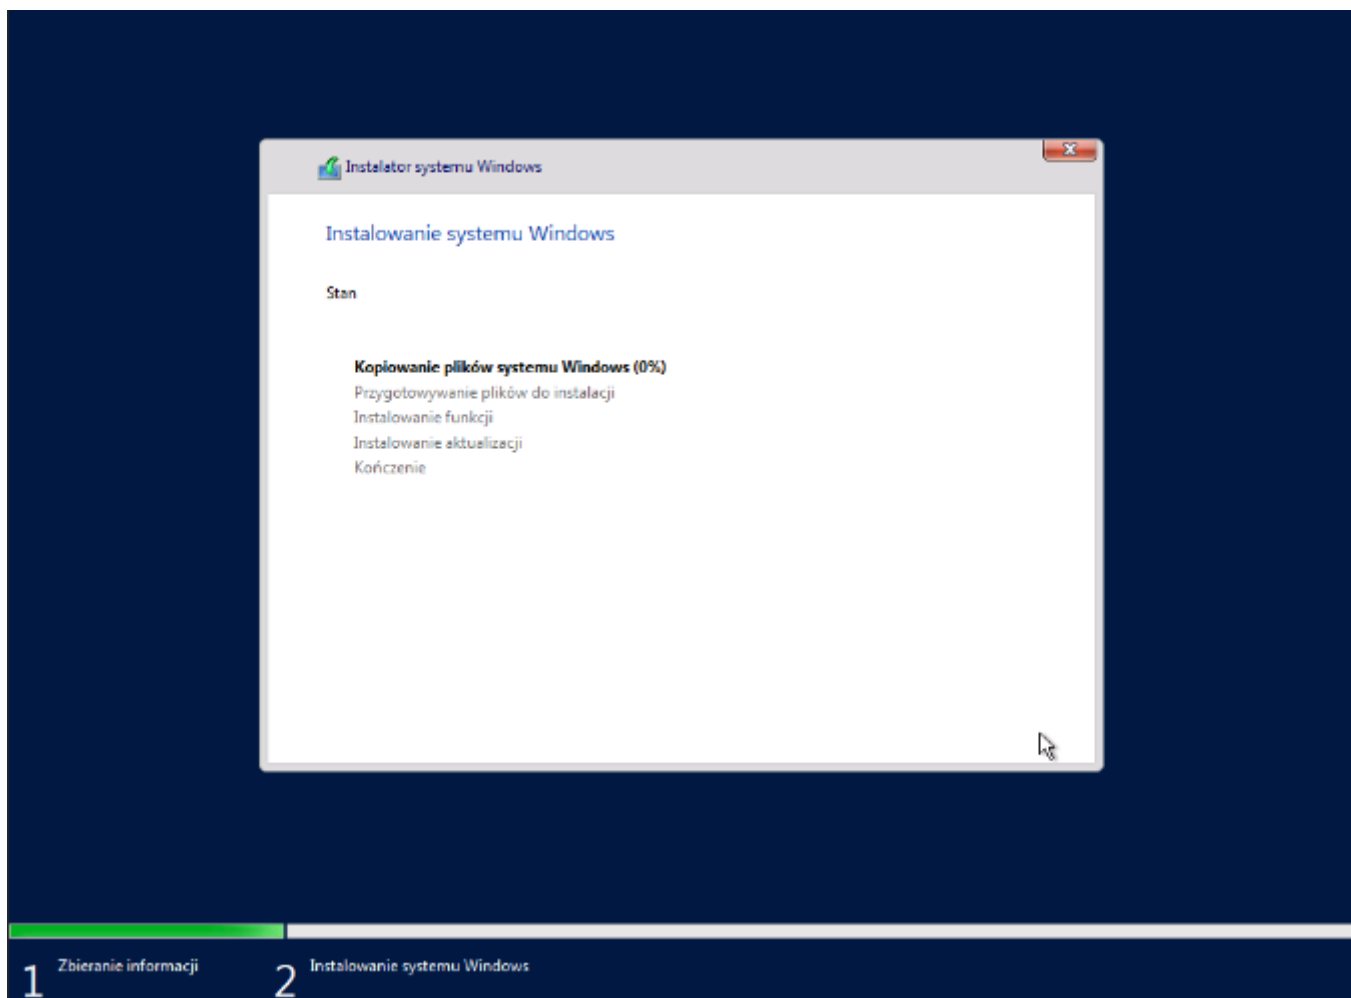 Instalator systemu Windows
Instalowanie systemu Windows
Stan
Kopiowanie plików systemu Windows (0%)
Przygotowywanie plików do instalacji
Instalowanie funkcji
Instalowanie aktualizacji
Kończenie
1 Zbieranie informacji
2 Instalowanie systemu Windows